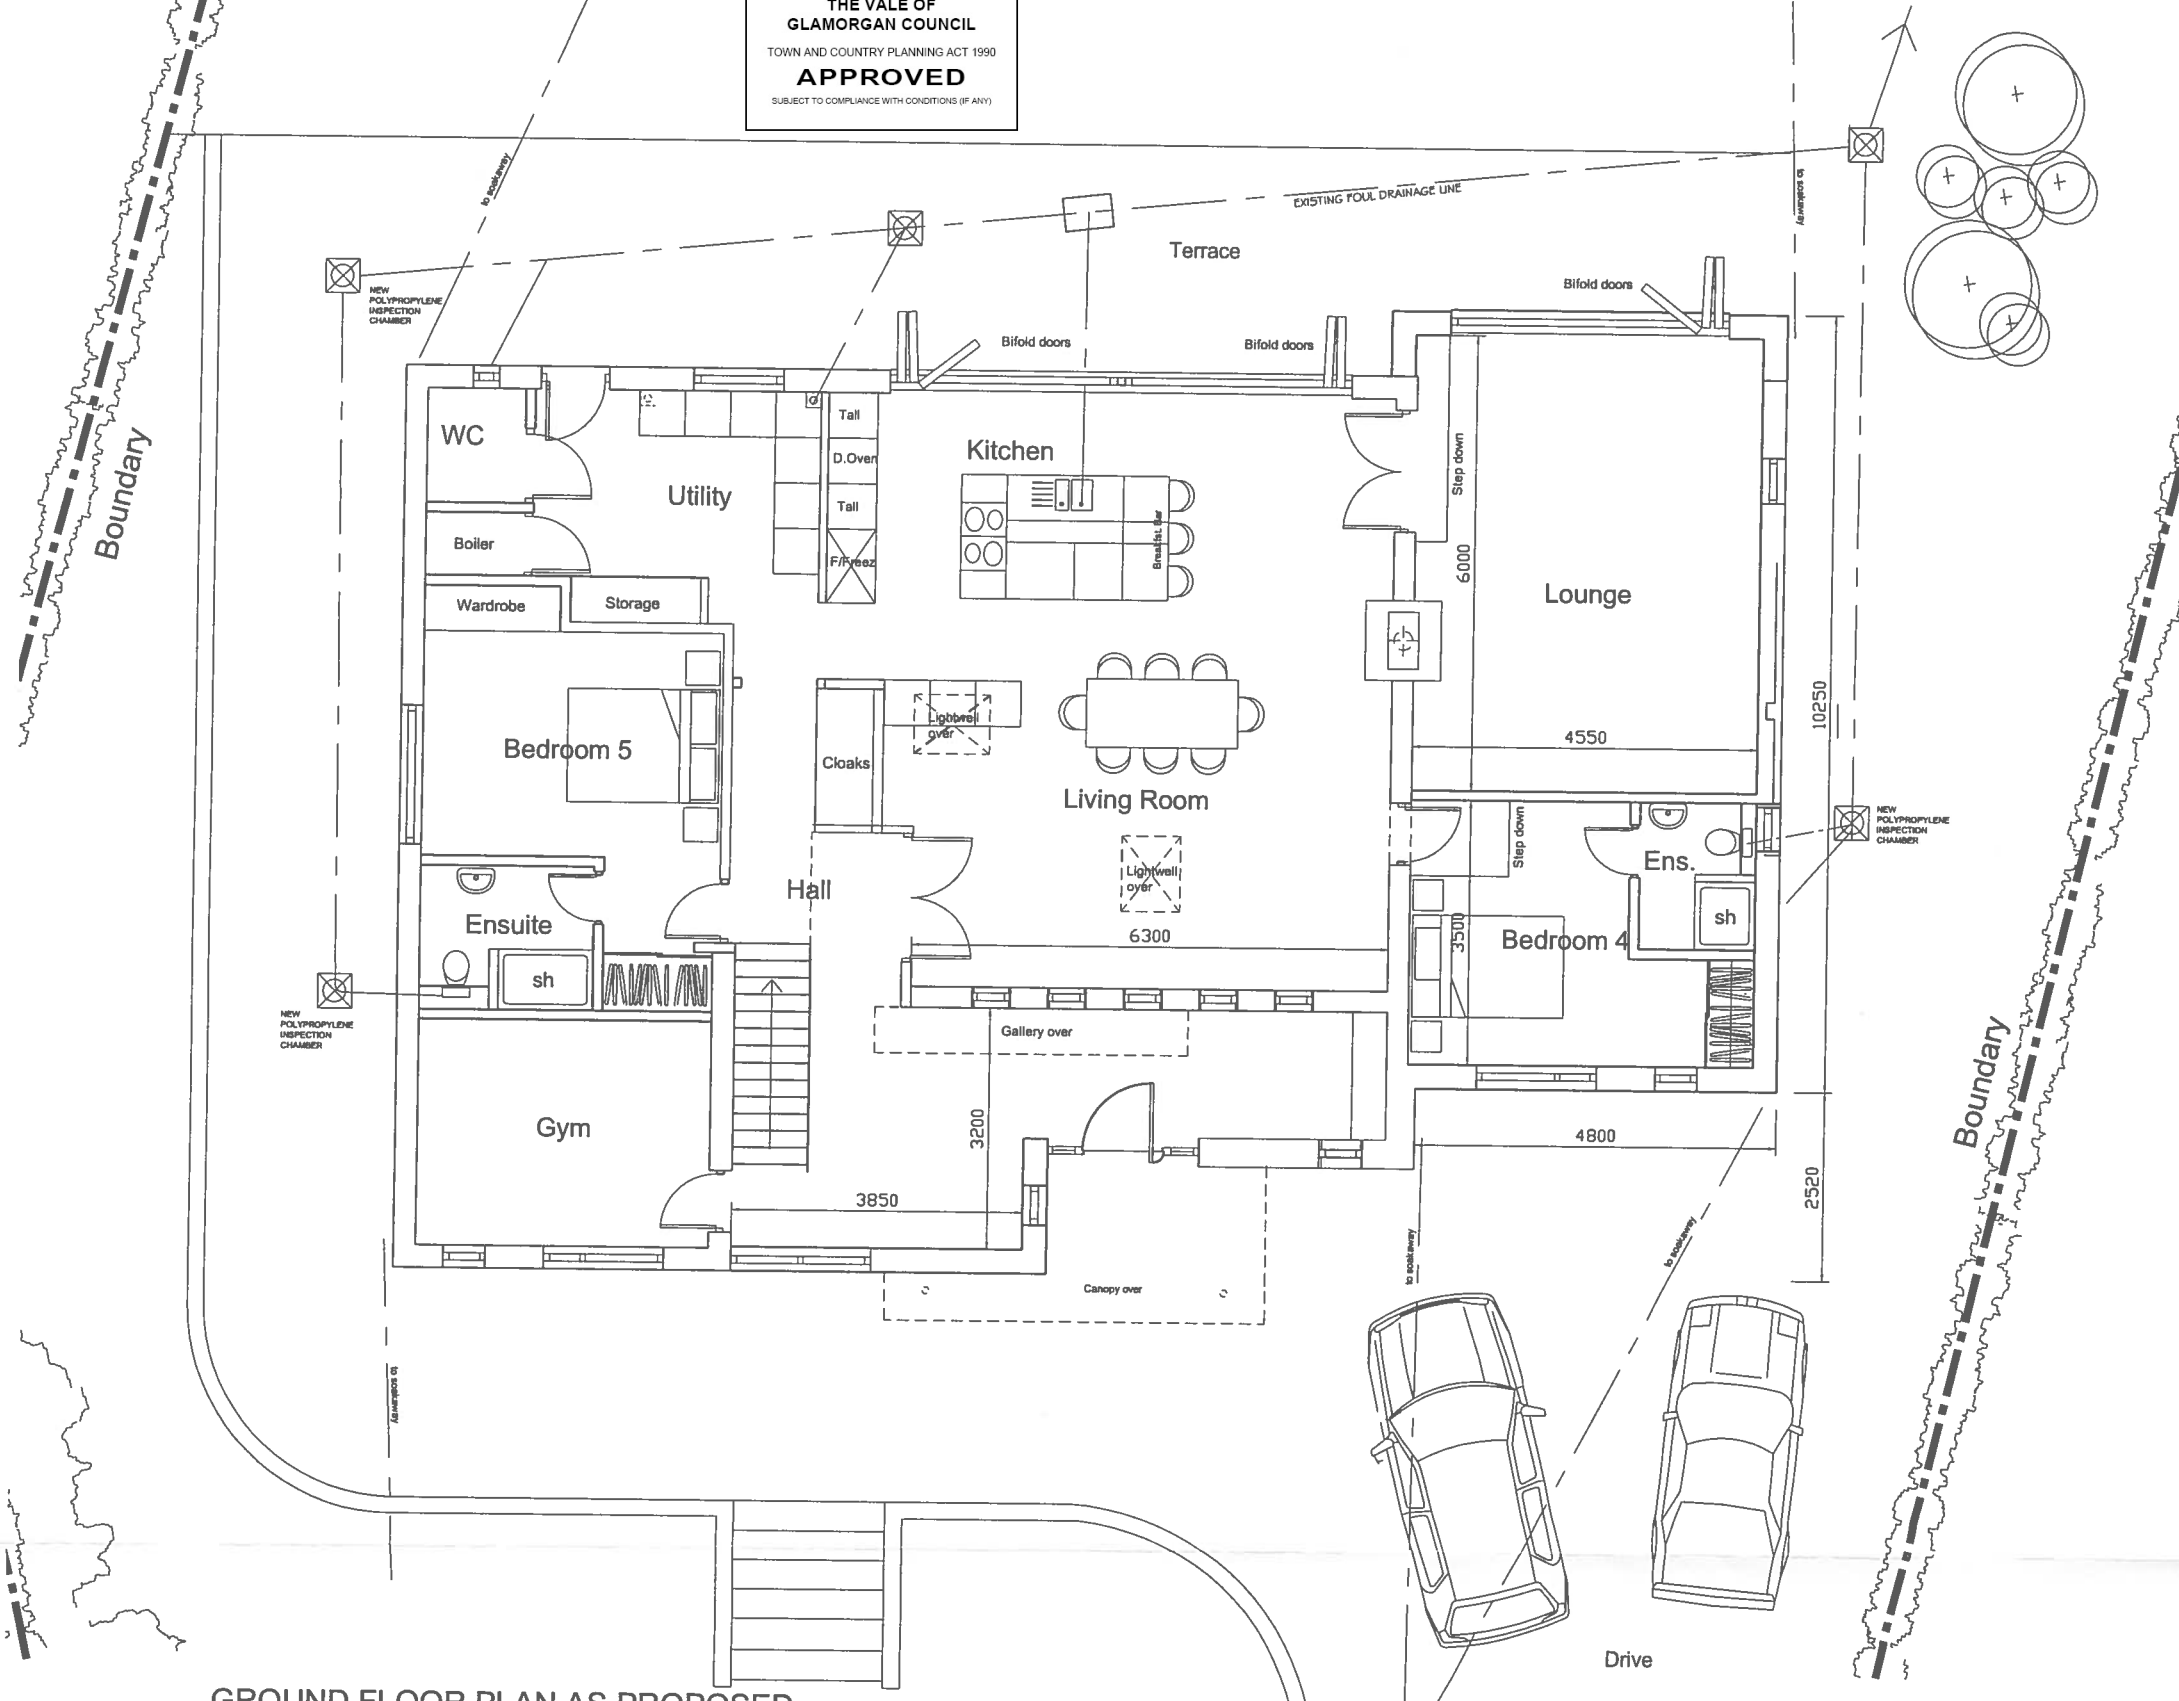 THE VALE OF
GLAMORGAN COUNCIL
TOWN AND COUNTRY PLANNING ACT 1990
APPROVED
SUBJECT TO COMPLIANCE WITH CONDITIONS (IF ANY)
to soakaway
to soakaway
EXISTING FOUL DRAINAGE LINE
Terrace
NEW
POLYPROPYLENE
INSPECTION
CHAMBER
Bifold doors
Bifold doors
Bifold doors
Boundary
WC
Utility
Boiler
Wardrobe
Storage
Tall
D.Oven
Tall
F/Freez
Kitchen
Breakfast Bar
Step down
6000
Lounge
10250
4550
Bedroom 5
Cloaks
Lightwell
over
Living Room
Lightwell
over
Hall
6300
Step down
Ens.
sh
3500
Bedroom 4
NEW
POLYPROPYLENE
INSPECTION
CHAMBER
Ensuite
sh
NEW
POLYPROPYLENE
INSPECTION
CHAMBER
Gallery over
Gym
3200
3850
4800
2520
Boundary
Canopy over
to soakaway
to soakaway
to soakaway
Drive
GROUND FLOOR PLAN AS PROPOSED